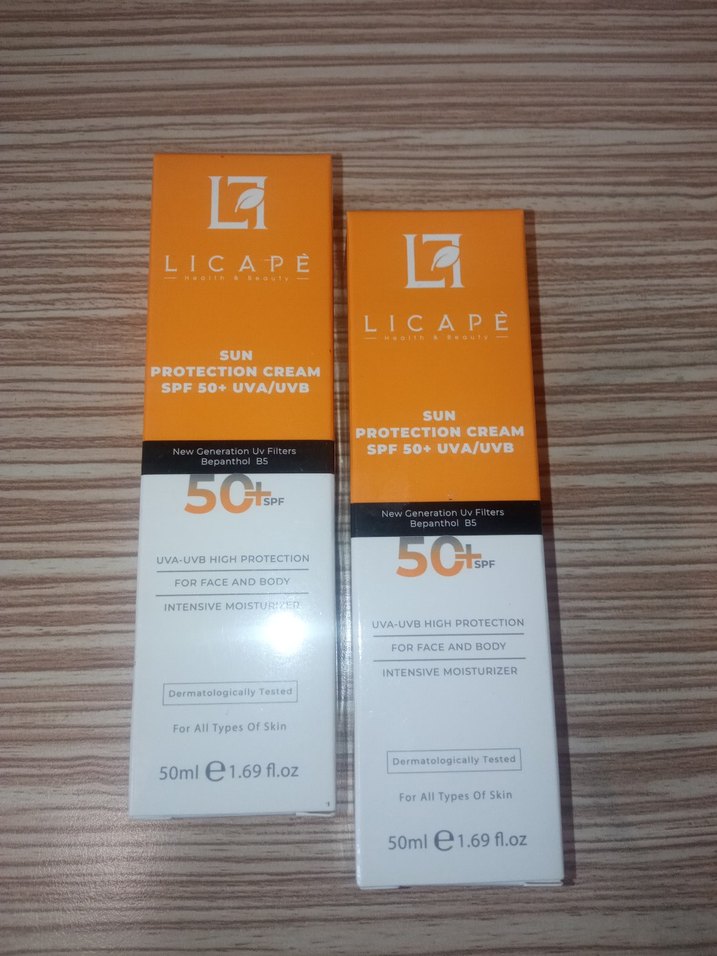 LICAPÈ
Health & Beauty
SUN
PROTECTION CREAM
SPF 50+ UVA/UVB
New Generation Uv Filters
Bepanthol B5
50+ SPF
UVA-UVB HIGH PROTECTION
FOR FACE AND BODY
INTENSIVE MOISTURIZER
Dermatologically Tested
For All Types Of Skin
50ml ℮ 1.69 fl.oz
LICAPÈ
Health & Beauty
SUN
PROTECTION CREAM
SPF 50+ UVA/UVB
New Generation Uv Filters
Bepanthol B5
50+ SPF
UVA-UVB HIGH PROTECTION
FOR FACE AND BODY
INTENSIVE MOISTURIZER
Dermatologically Tested
For All Types Of Skin
50ml ℮ 1.69 fl.oz